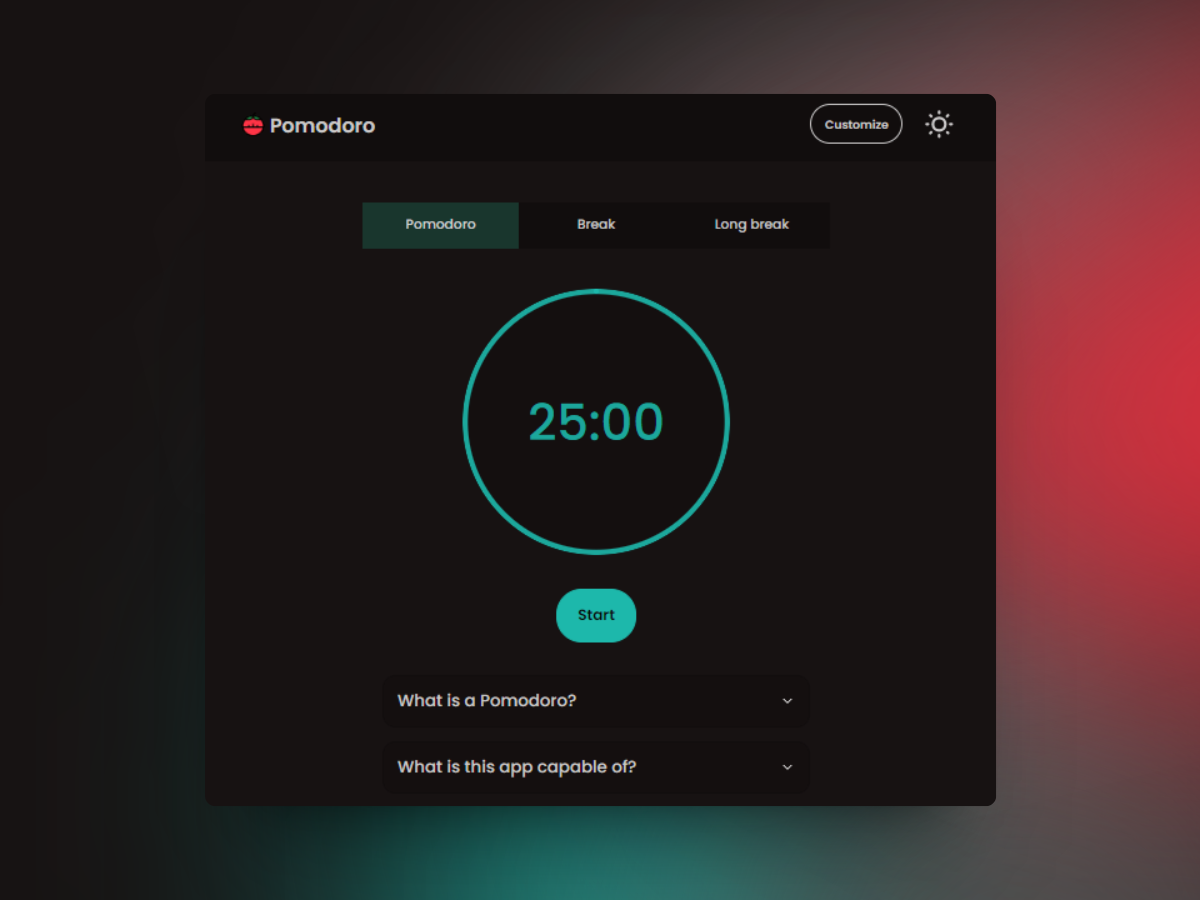 Pomodoro
Customize
Pomodoro
Break
Long break
25:00
Start
What is a Pomodoro?
What is this app capable of?